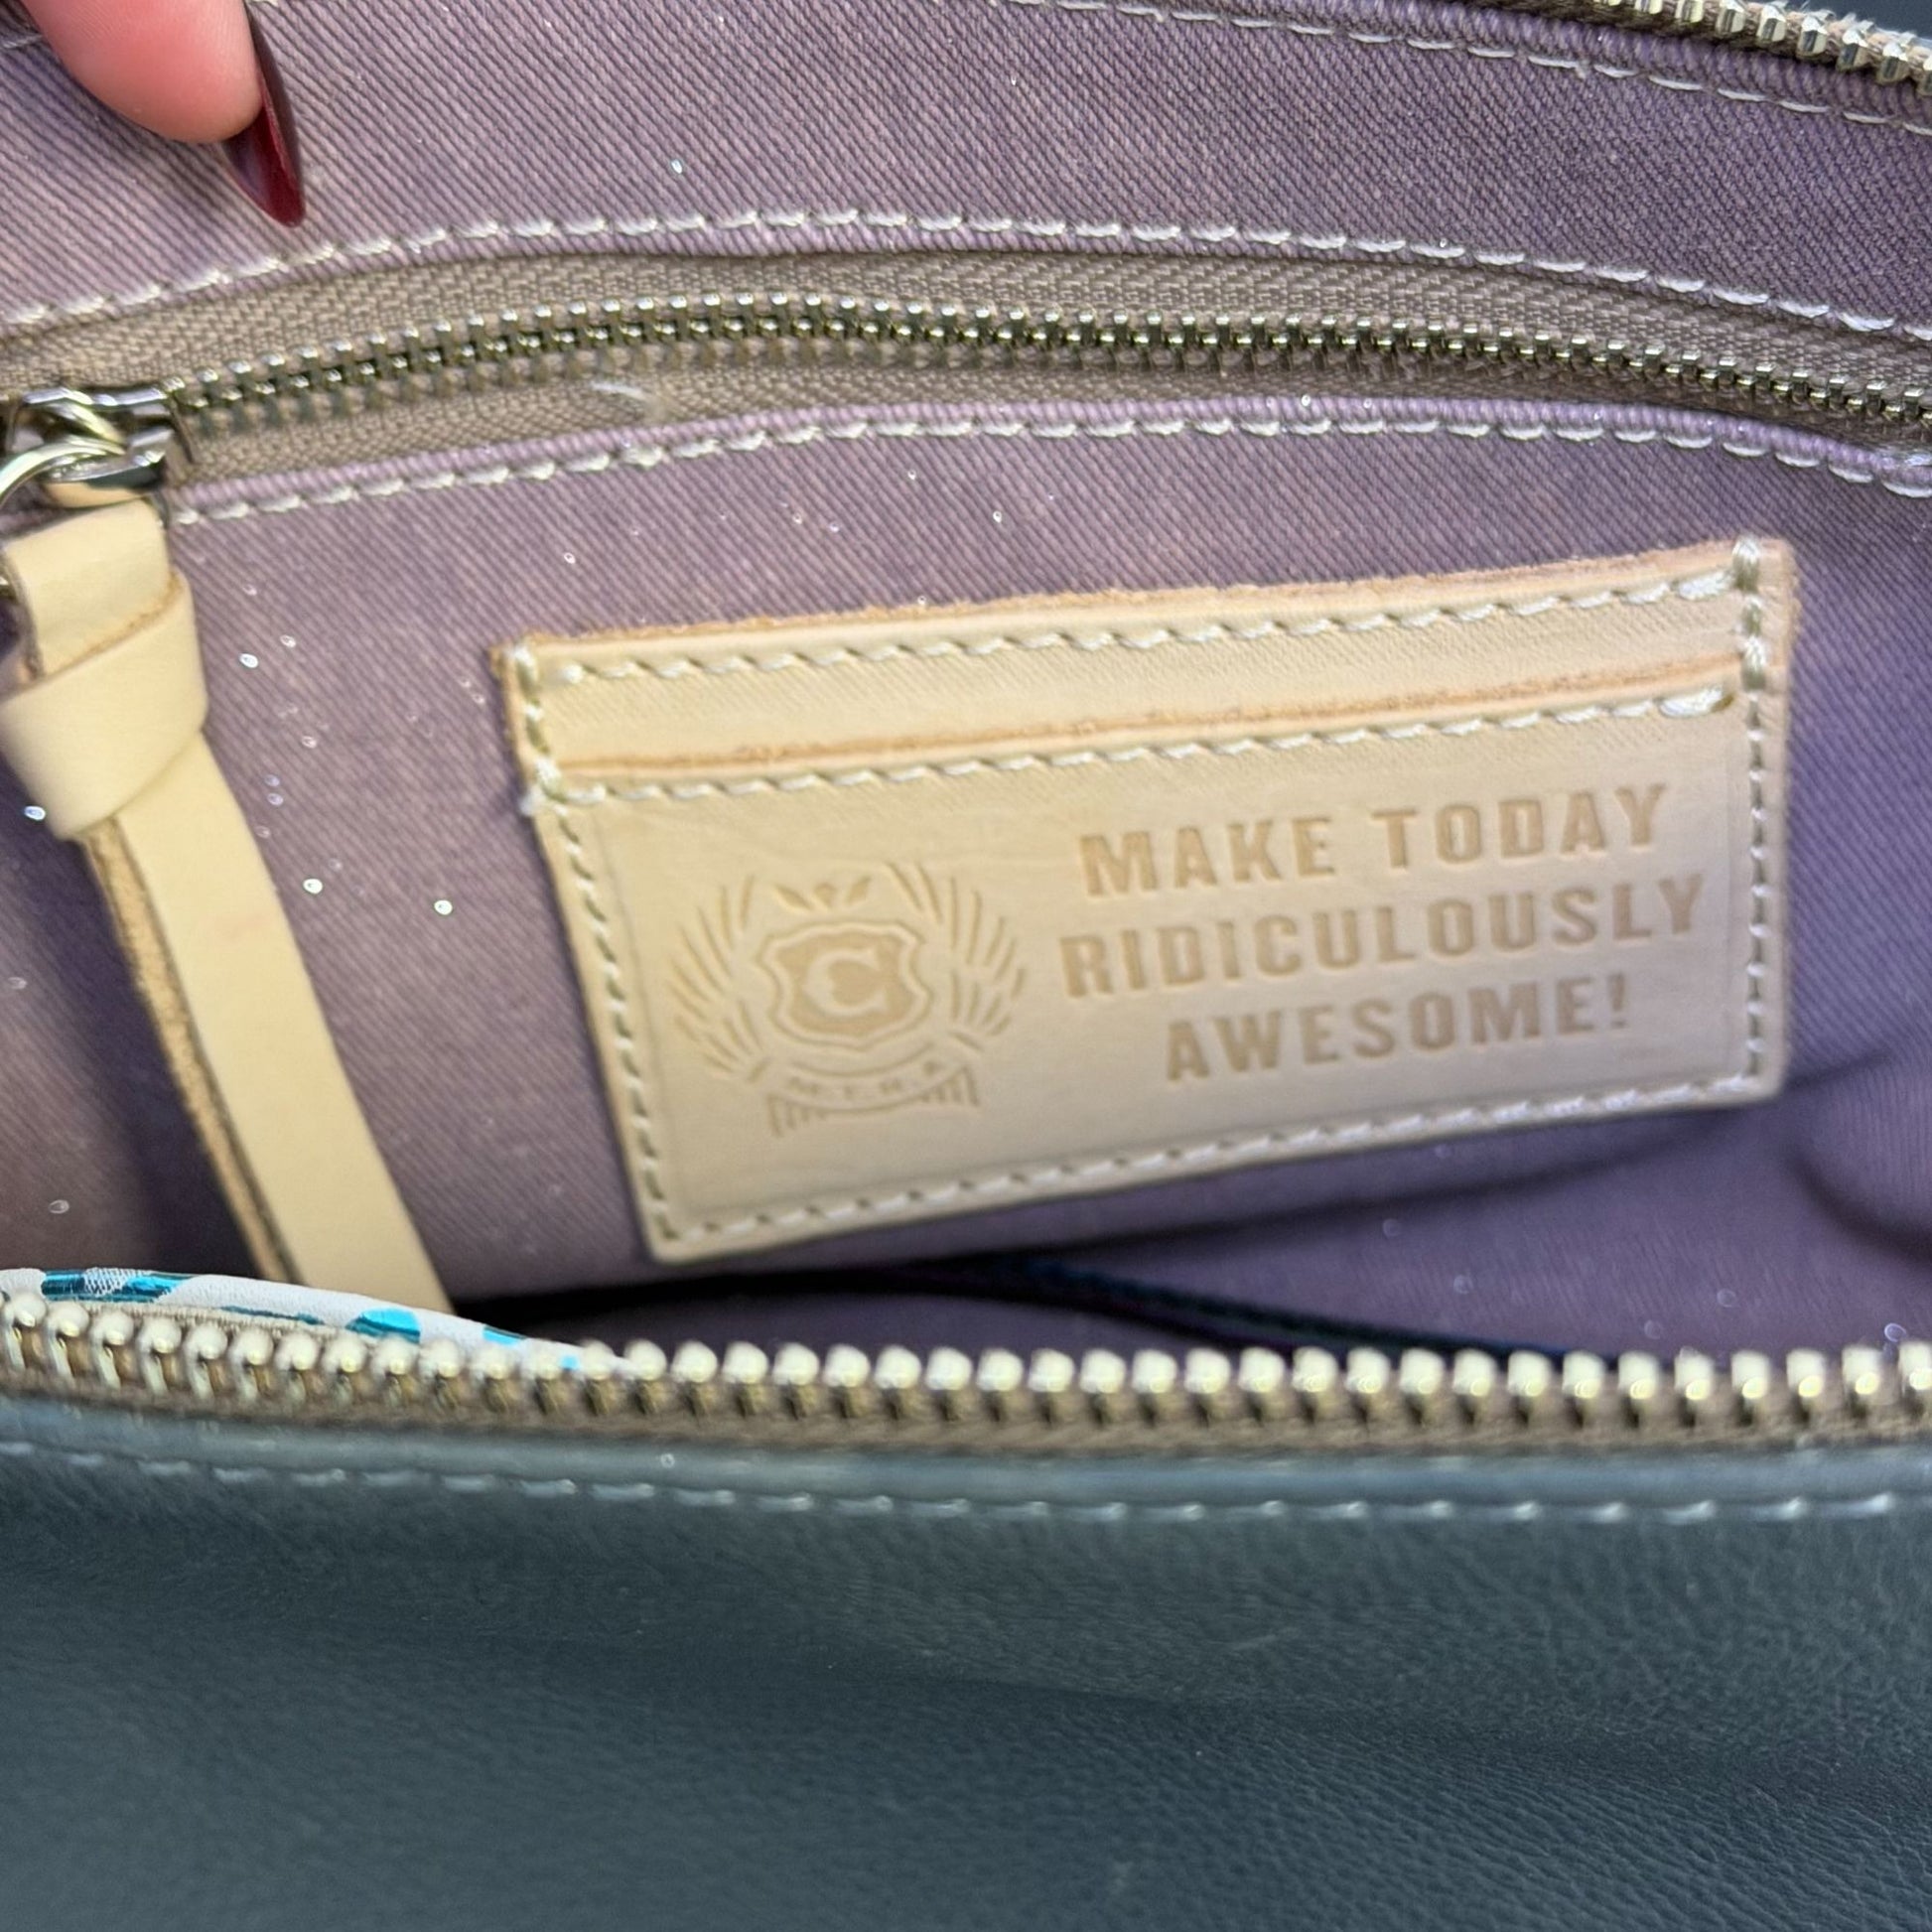 C
M.T.R.A
MAKE TODAY
RIDICULOUSLY
AWESOME!